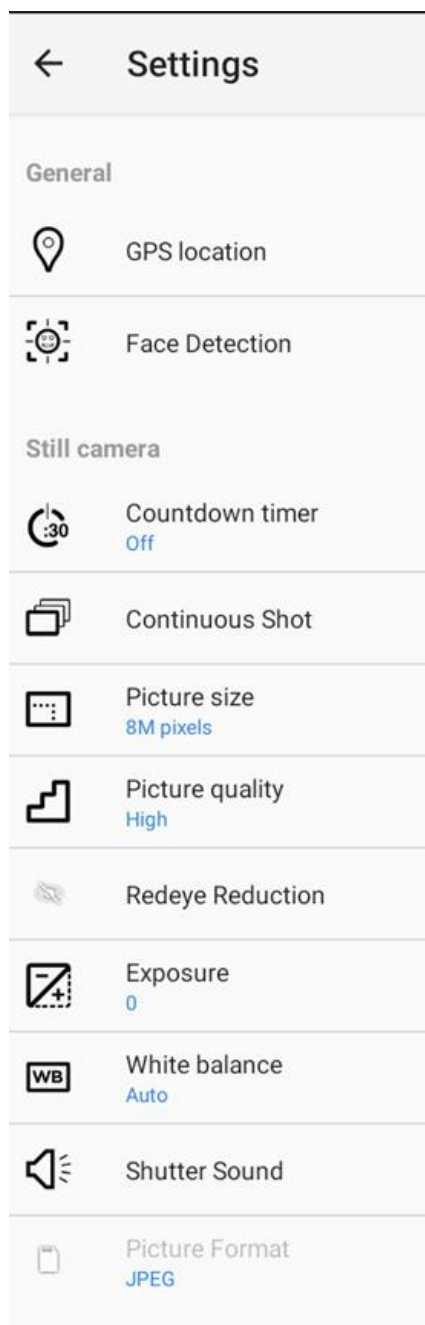 Settings
General
GPS location
Face Detection
Still camera
:30
Countdown timer
Off
Continuous Shot
Picture size
8M pixels
Picture quality
High
Redeye Reduction
Exposure
0
WB
White balance
Auto
Shutter Sound
Picture Format
JPEG